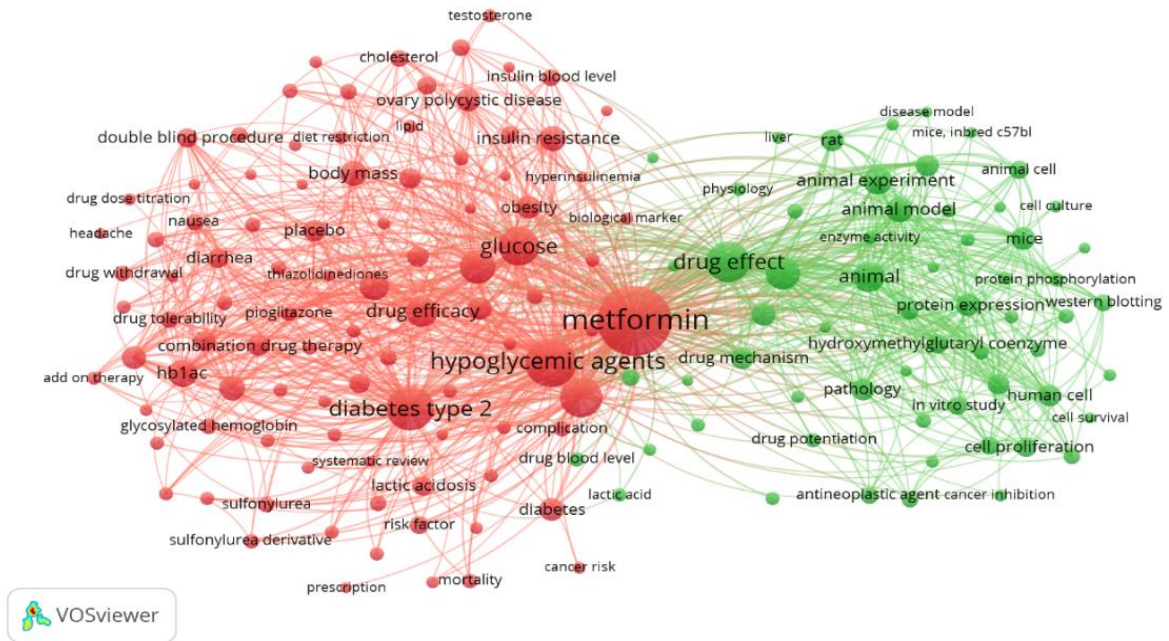 testosterone
cholesterol
insulin blood level
ovary polycystic disease
disease model
double blind procedure
diet restriction
lipid
insulin resistance
liver
rat
mice, inbred c57bl
body mass
hyperinsulinemia
physiology
animal experiment
animal cell
drug dose titration
obesity
biological marker
animal model
cell culture
nausea
placebo
headache
glucose
enzyme activity
mice
diarrhea
drug effect
drug withdrawal
thiazolidinediones
animal
protein phosphorylation
pioglitazone
drug efficacy
metformin
protein expression
western blotting
drug tolerability
combination drug therapy
hypoglycemic agents
drug mechanism
hydroxymethylglutaryl coenzyme
add on therapy
hb1ac
pathology
human cell
diabetes type 2
in vitro study
cell survival
glycosylated hemoglobin
complication
drug potentiation
cell proliferation
systematic review
drug blood level
lactic acidosis
lactic acid
antineoplastic agent
cancer inhibition
sulfonylurea
diabetes
risk factor
sulfonylurea derivative
cancer risk
prescription
mortality
VOSviewer